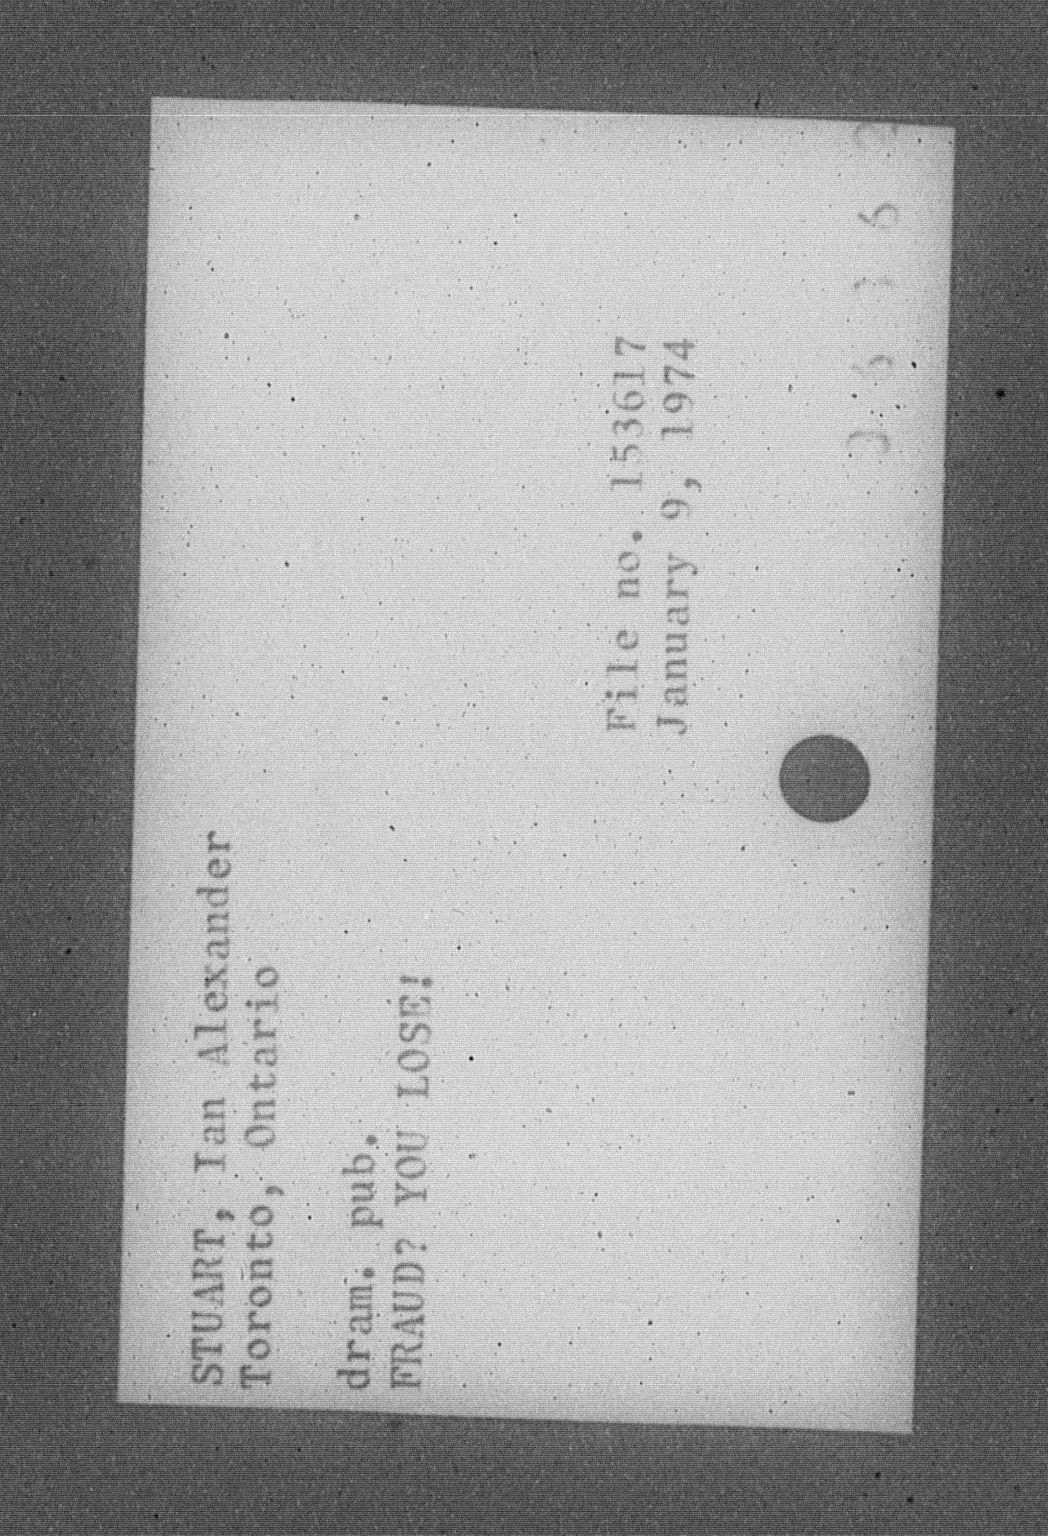 STUART, Ian Alexander
Toronto, Ontario
dram. pub.
FRAUD? YOU LOSE!
File no. 153617
January 9, 1974